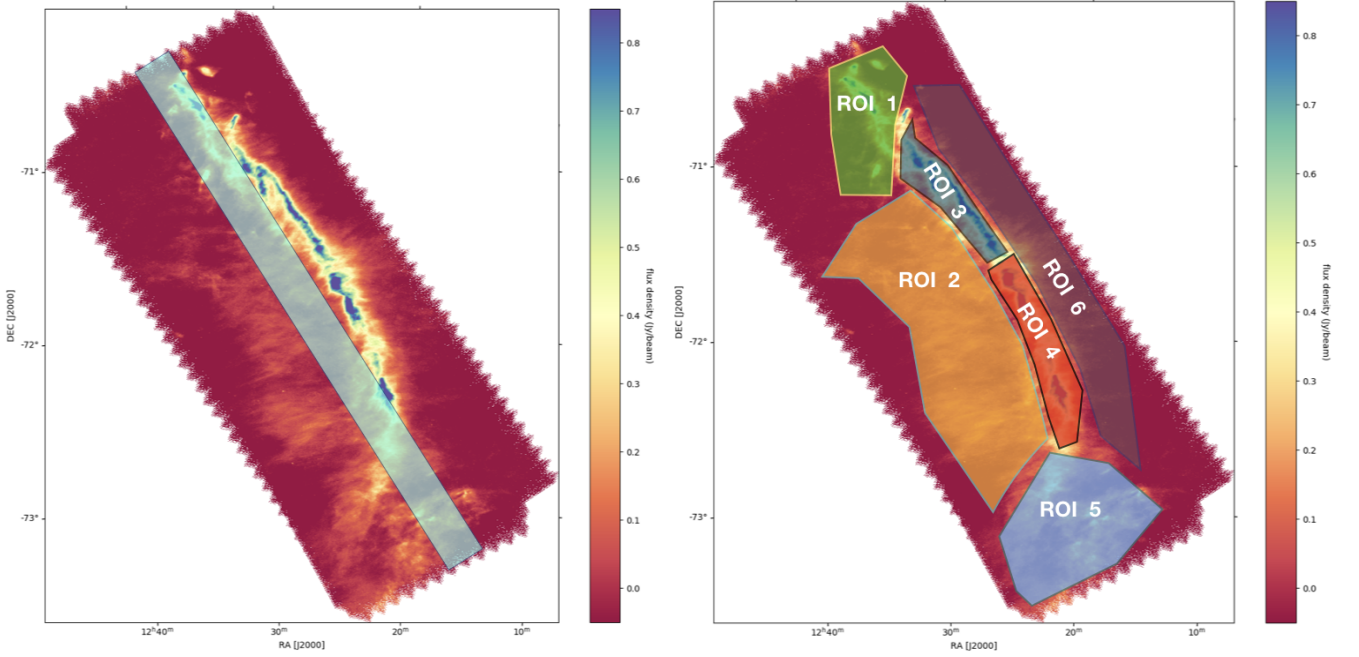 0.8
0.7
0.6
0.5
0.4
0.3
0.2
0.1
0.0
flux density (Jy/beam)
-71°
-72°
-73°
DEC [J2000]
12ʰ40ᵐ
30ᵐ
20ᵐ
10ᵐ
RA [J2000]
ROI 1
ROI 2
ROI 3
ROI 4
ROI 5
ROI 6
0.8
0.7
0.6
0.5
0.4
0.3
0.2
0.1
0.0
flux density (Jy/beam)
-71°
-72°
-73°
DEC [J2000]
12ʰ40ᵐ
30ᵐ
20ᵐ
10ᵐ
RA [J2000]